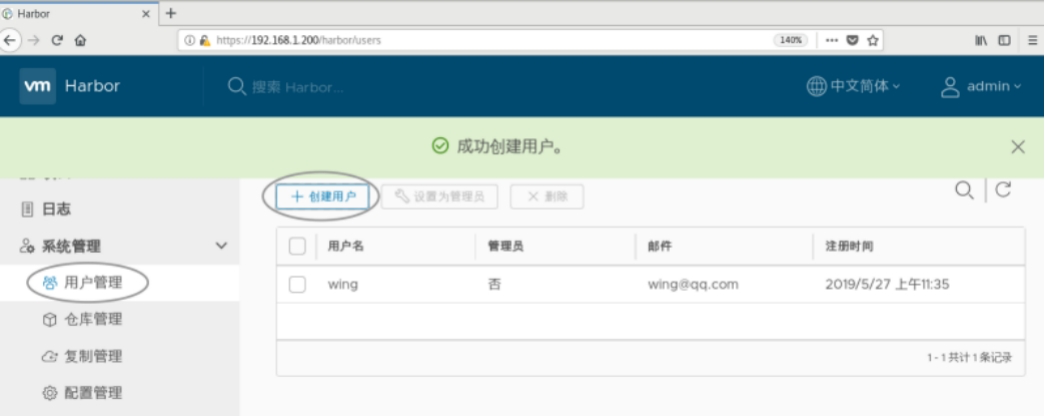 Harbor
https://192.168.1.200/harbor/users
140%
vm Harbor
搜索 Harbor...
中文简体
admin
成功创建用户。
日志
系统管理
用户管理
仓库管理
复制管理
配置管理
+ 创建用户
设置为管理员
× 删除
用户名 管理员 邮件 注册时间
wing 否 wing@qq.com 2019/5/27 上午11:35
1 - 1 共计 1 条记录